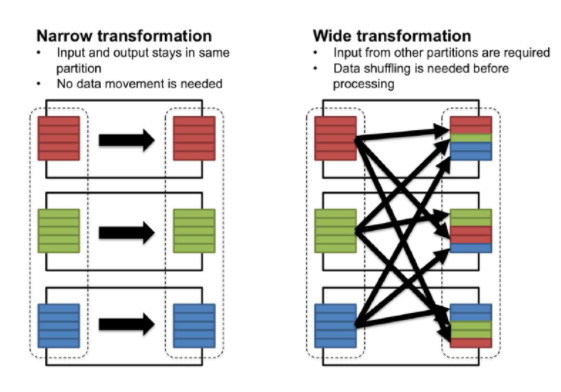 Narrow transformation
• Input and output stays in same
partition
• No data movement is needed
Wide transformation
• Input from other partitions are required
• Data shuffling is needed before
processing